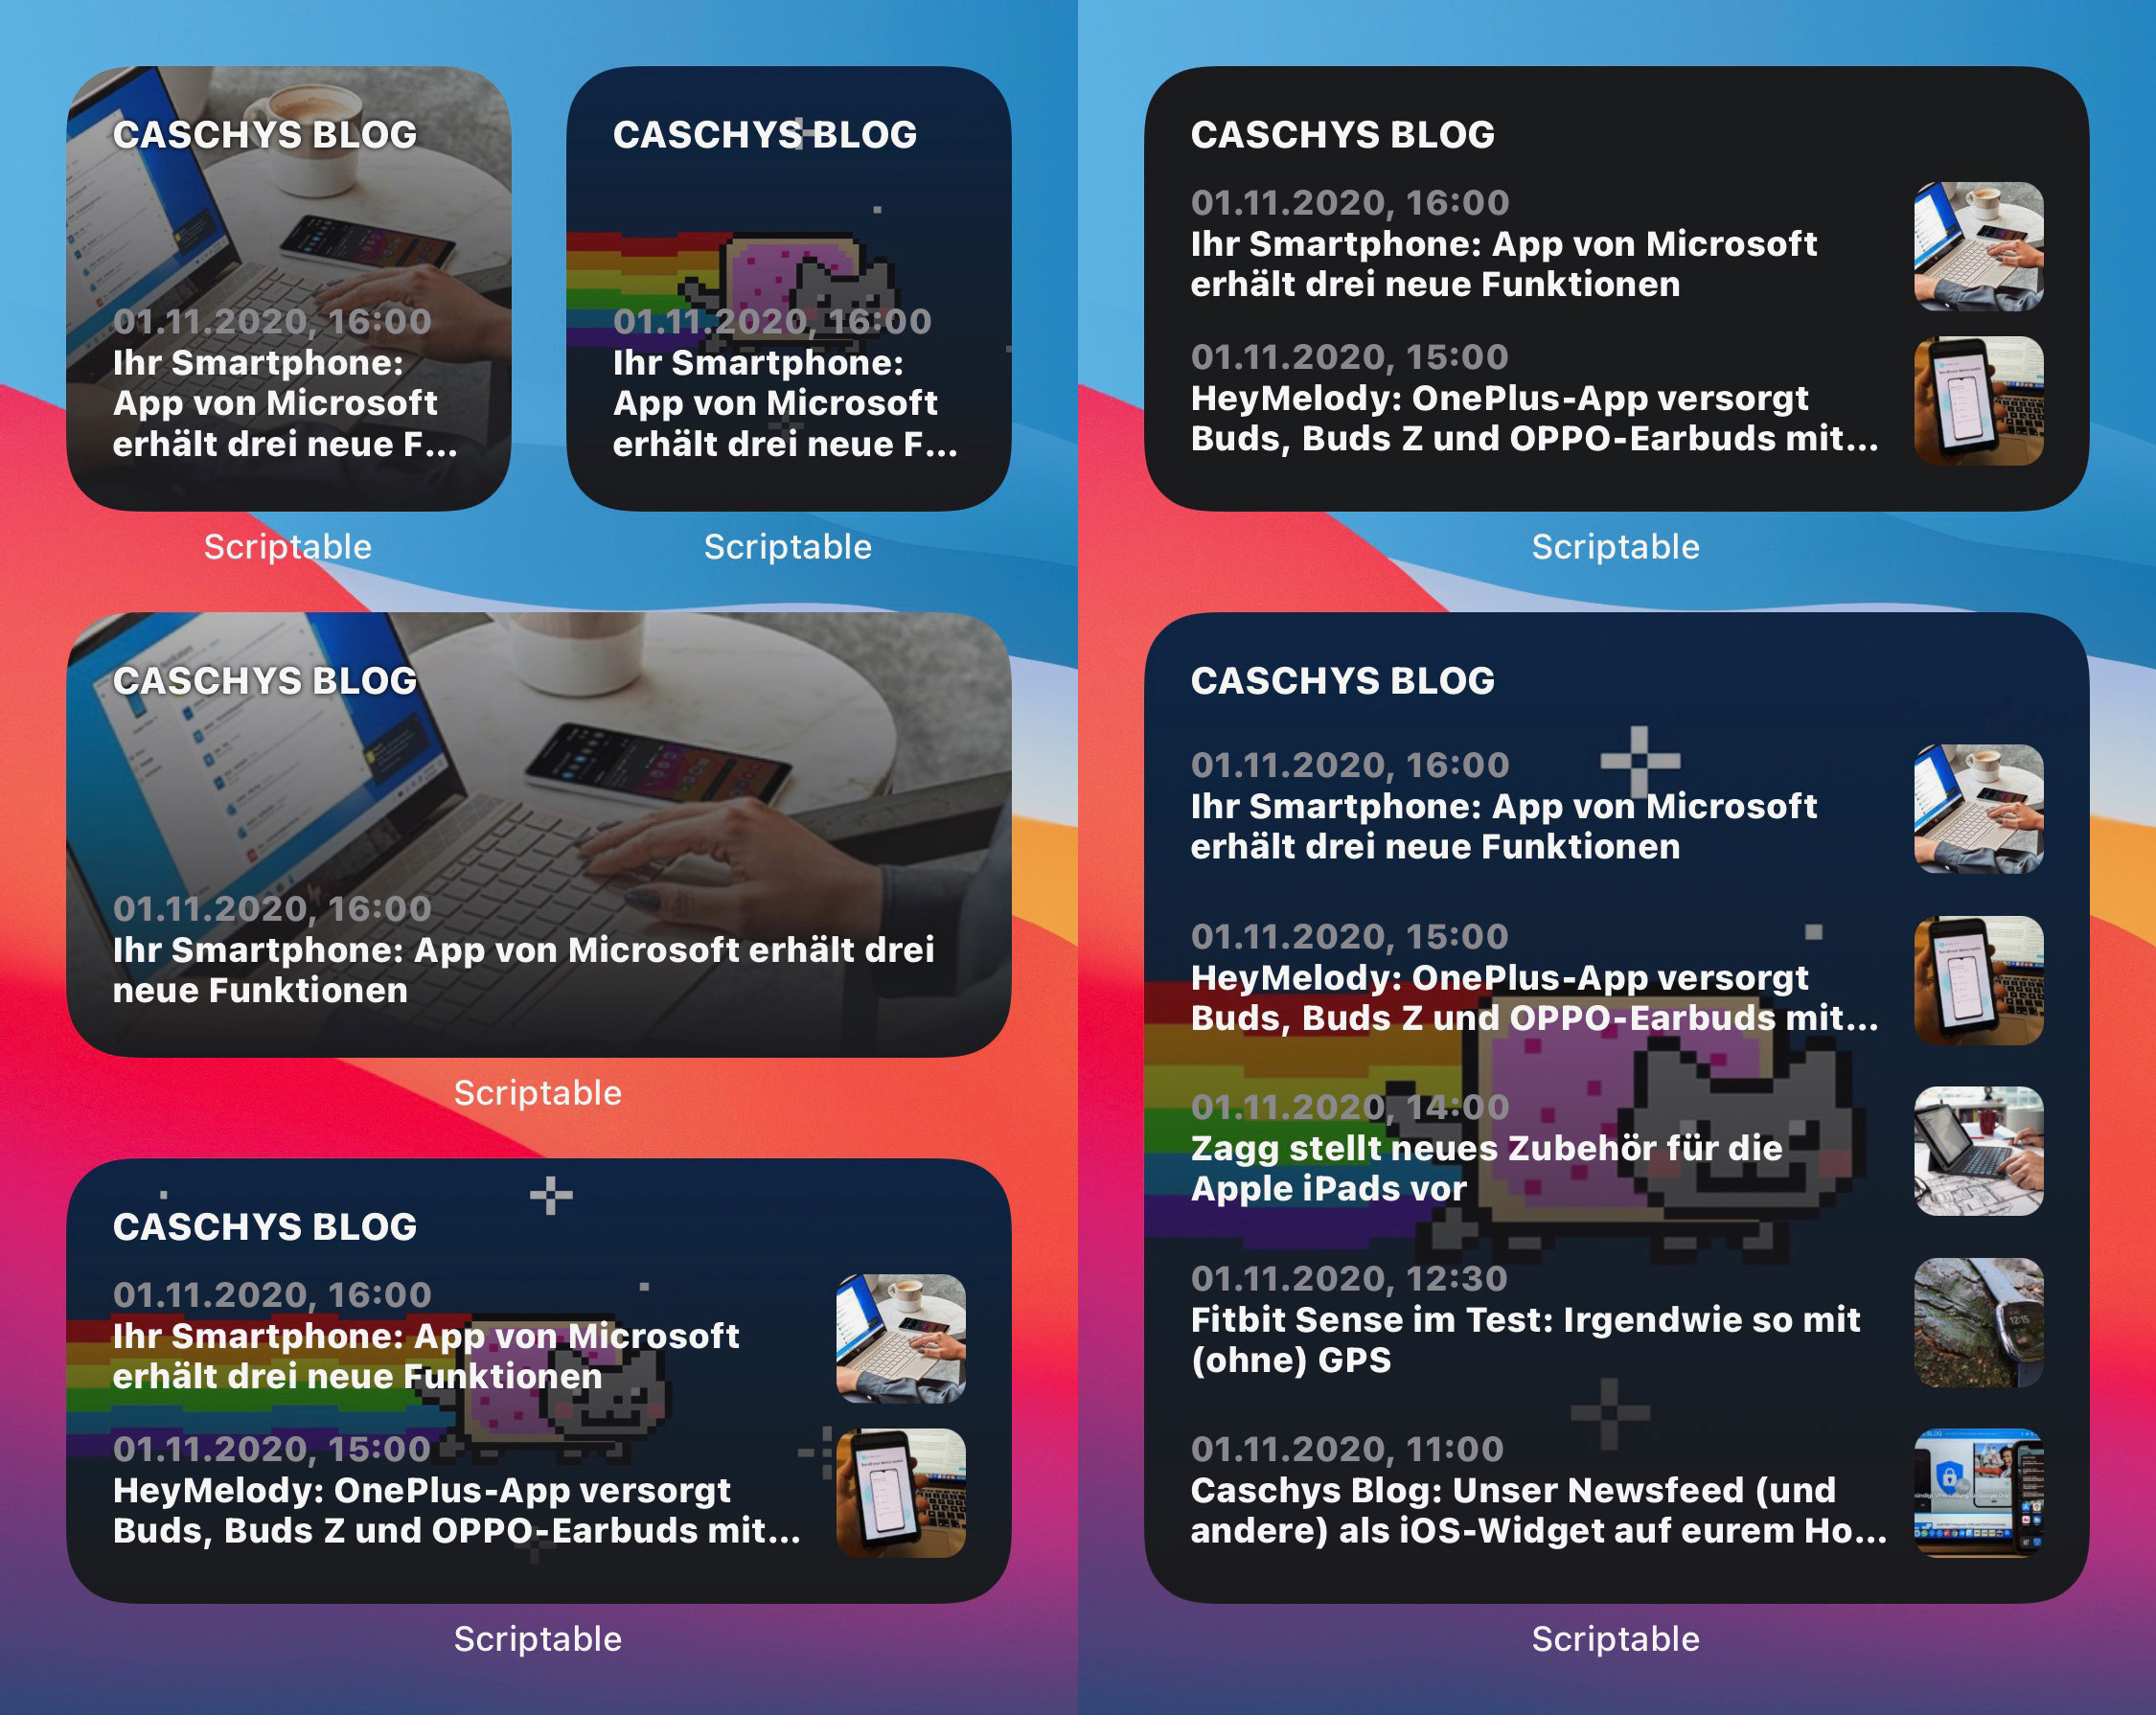 CASCHYS BLOG
01.11.2020, 16:00
Ihr Smartphone:
App von Microsoft
erhält drei neue F...
Scriptable
CASCHYS BLOG
01.11.2020, 16:00
Ihr Smartphone:
App von Microsoft
erhält drei neue F...
Scriptable
CASCHYS BLOG
01.11.2020, 16:00
Ihr Smartphone: App von Microsoft erhält drei
neue Funktionen
Scriptable
CASCHYS BLOG
01.11.2020, 16:00
Ihr Smartphone: App von Microsoft
erhält drei neue Funktionen
01.11.2020, 15:00
HeyMelody: OnePlus-App versorgt
Buds, Buds Z und OPPO-Earbuds mit...
Scriptable
CASCHYS BLOG
01.11.2020, 16:00
Ihr Smartphone: App von Microsoft
erhält drei neue Funktionen
01.11.2020, 15:00
HeyMelody: OnePlus-App versorgt
Buds, Buds Z und OPPO-Earbuds mit...
Scriptable
CASCHYS BLOG
01.11.2020, 16:00
Ihr Smartphone: App von Microsoft
erhält drei neue Funktionen
01.11.2020, 15:00
HeyMelody: OnePlus-App versorgt
Buds, Buds Z und OPPO-Earbuds mit...
01.11.2020, 14:00
Zagg stellt neues Zubehör für die
Apple iPads vor
01.11.2020, 12:30
Fitbit Sense im Test: Irgendwie so mit
(ohne) GPS
12:15
01.11.2020, 11:00
Caschys Blog: Unser Newsfeed (und
andere) als iOS-Widget auf eurem Ho...
Scriptable